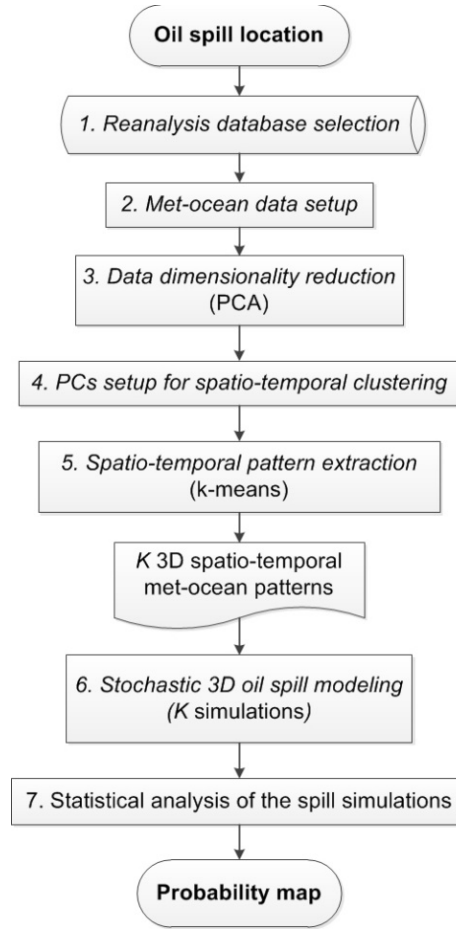 Oil spill location
1. Reanalysis database selection
2. Met-ocean data setup
3. Data dimensionality reduction
(PCA)
4. PCs setup for spatio-temporal clustering
5. Spatio-temporal pattern extraction
(k-means)
K 3D spatio-temporal
met-ocean patterns
6. Stochastic 3D oil spill modeling
(K simulations)
7. Statistical analysis of the spill simulations
Probability map